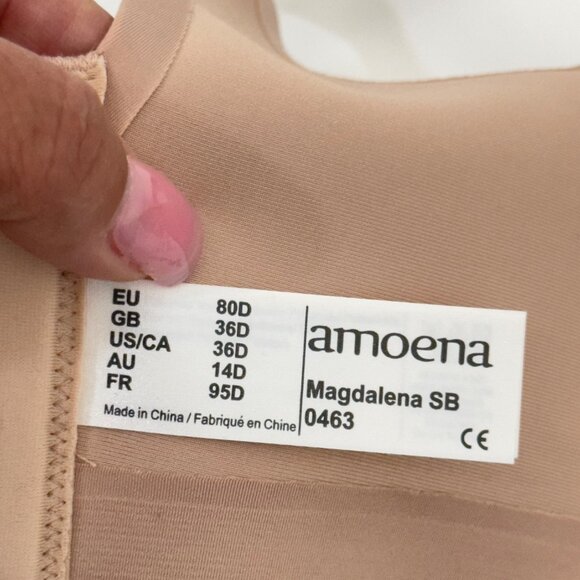 EU 80D
GB 36D
US/CA 36D
AU 14D
FR 95D
Made in China / Fabriqué en Chine
amoena
Magdalena SB
0463
CE